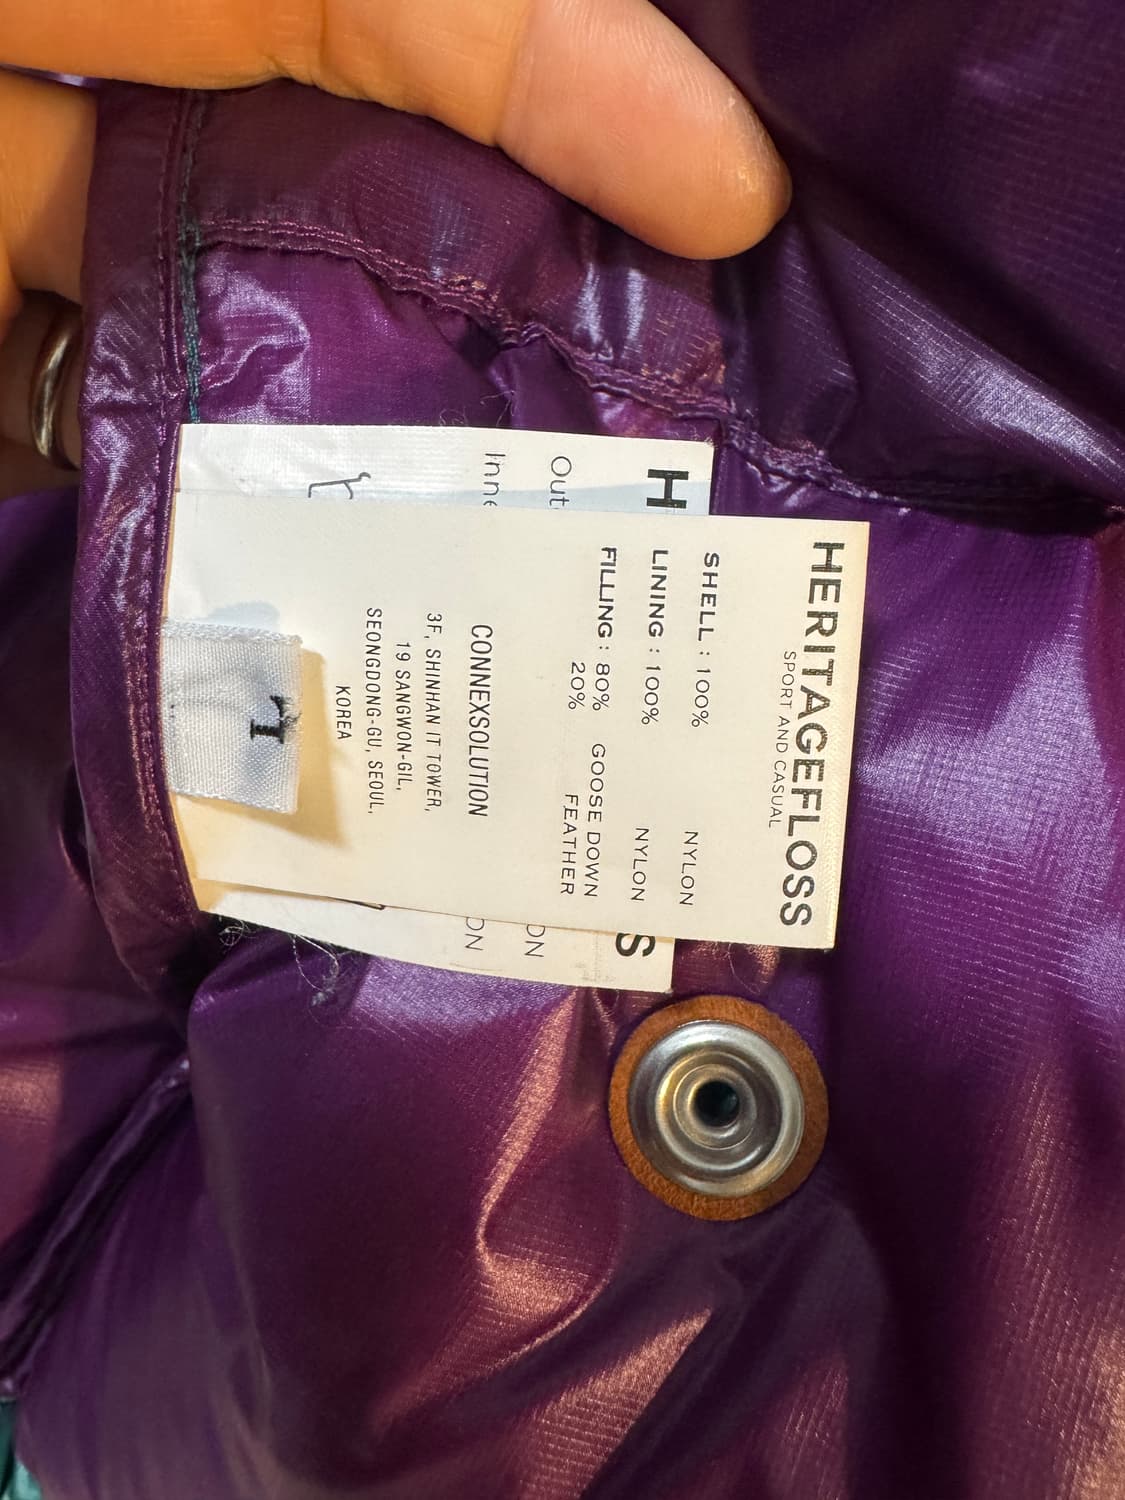 HERITAGEFLOSS
SPORT AND CASUAL
SHELL : 100% NYLON
LINING : 100% NYLON
FILLING : 80% GOOSE DOWN
20% FEATHER
CONNEXSOLUTION
3F, SHINHAN IT TOWER,
19 SANGWON-GIL,
SEONGDONG-GU, SEOUL,
KOREA
L
H
S
Out
ON
Inne
ON